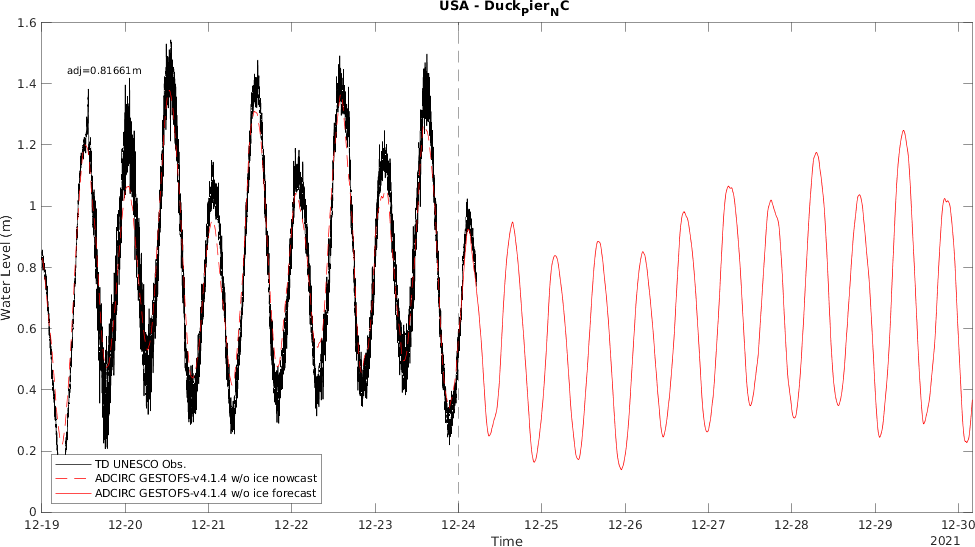 USA - DuckPierNC
1.6
1.4
1.2
1
0.8
0.6
0.4
0.2
0
Water Level (m)
adj=0.81661m
TD UNESCO Obs.
ADCIRC GESTOFS-v4.1.4 w/o ice nowcast
ADCIRC GESTOFS-v4.1.4 w/o ice forecast
12-19 12-20 12-21 12-22 12-23 12-24 12-25 12-26 12-27 12-28 12-29 12-30
Time
2021